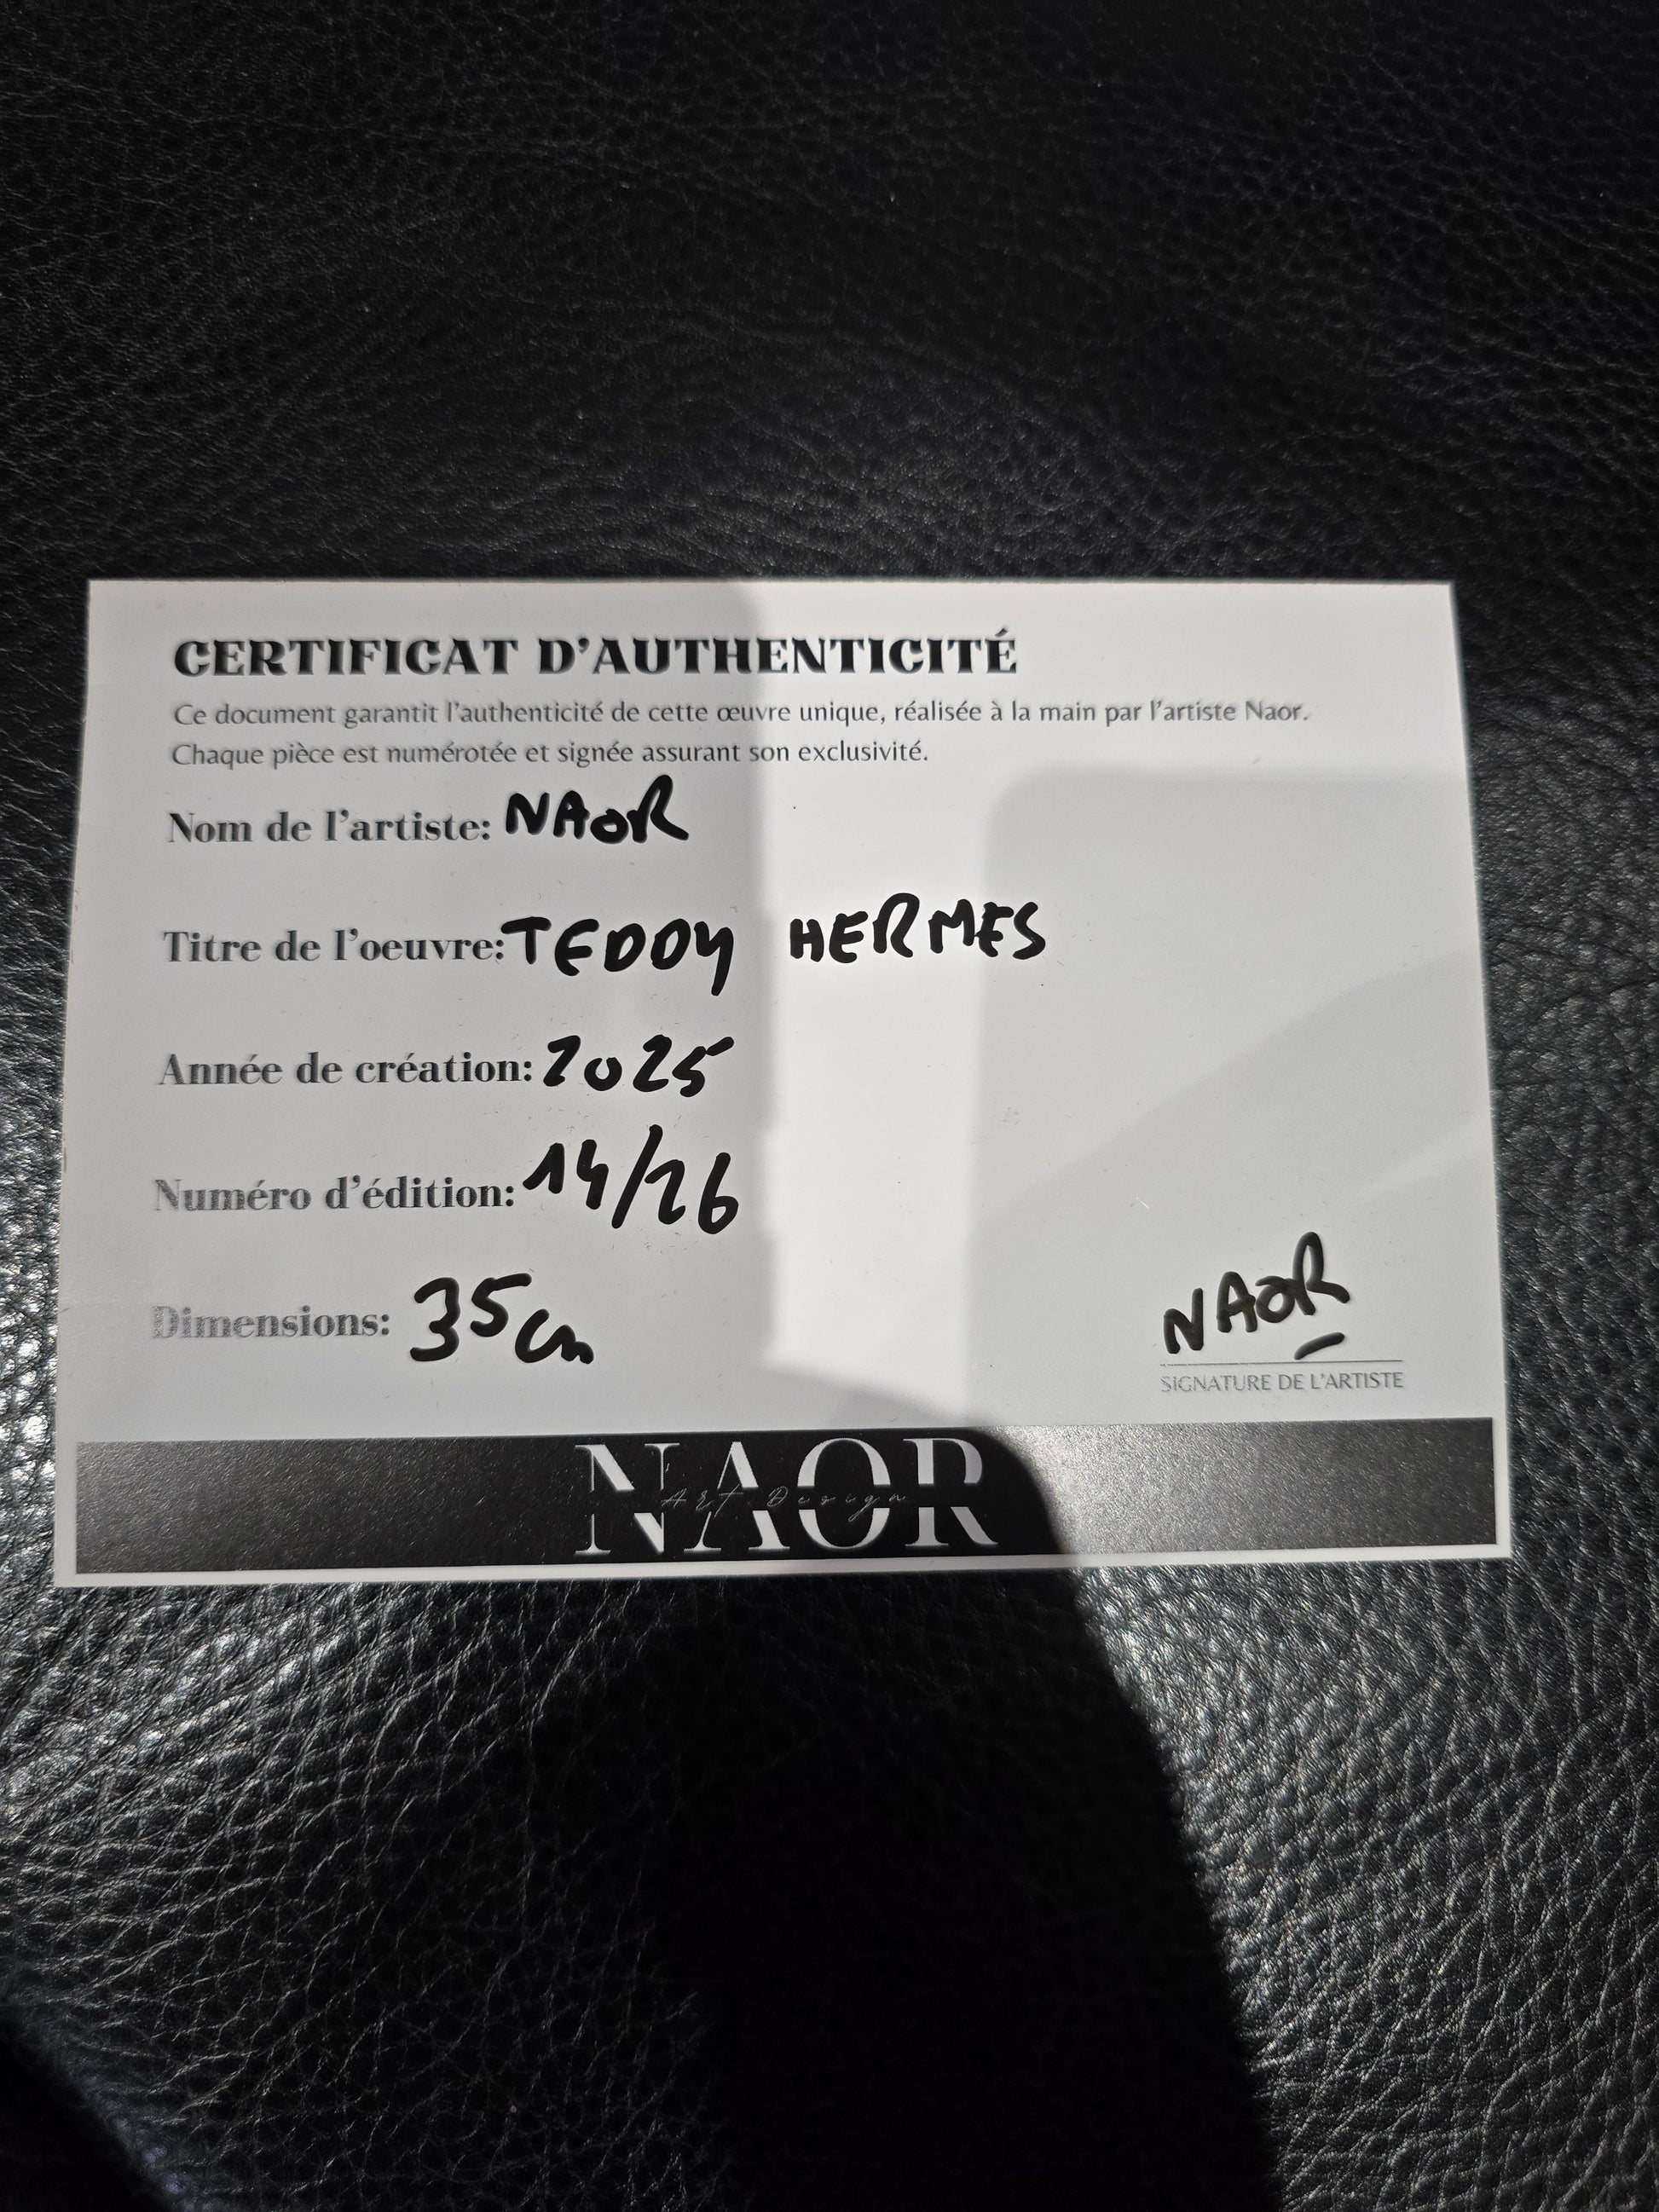 CERTIFICAT D'AUTHENTICITÉ
Ce document garantit l'authenticité de cette œuvre unique, réalisée à la main par l'artiste Naor.
Chaque pièce est numérotée et signée assurant son exclusivité.
Nom de l'artiste: NAOR
Titre de l'oeuvre: TEDDY HERMES
Année de création: 2025
Numéro d'édition: 14/26
Dimensions: 35cm
NAOR
SIGNATURE DE L'ARTISTE
NAOR
Art Design